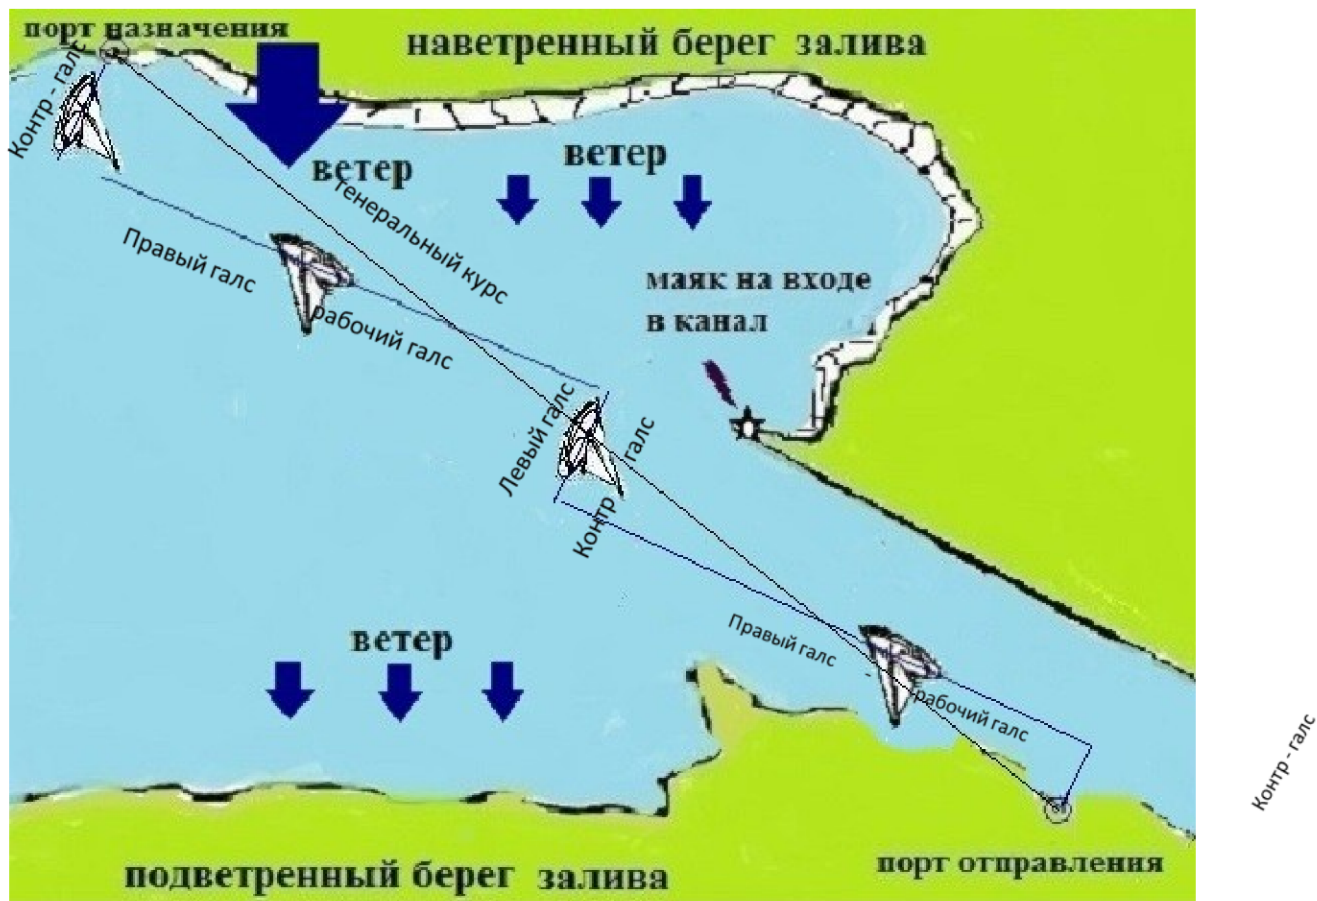 порт назначения
наветренный берег залива
Контр - галс
ветер
ветер
генеральный курс
Правый галс
рабочий галс
маяк на входе
в канал
Левый галс
Контр галс
ветер
Правый галс
- рабочий галс
Контр - галс
порт отправления
подветренный берег залива